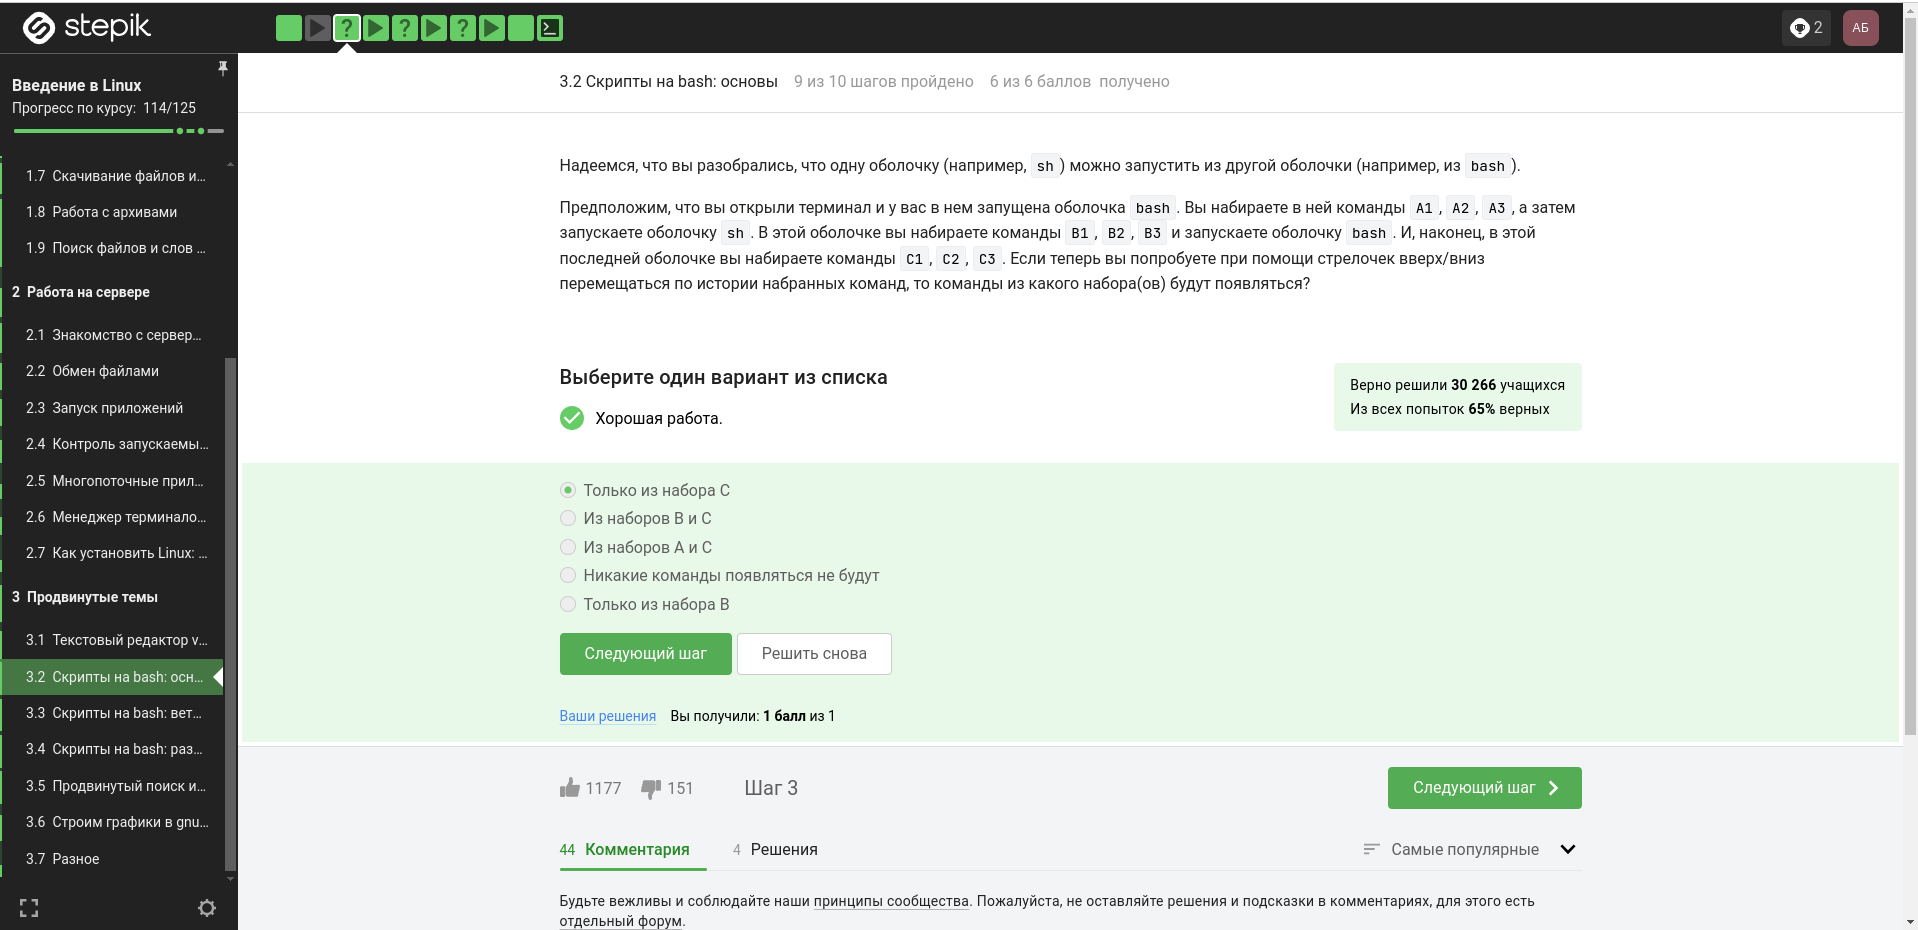 stepik
2
АБ
Введение в Linux
Прогресс по курсу: 114/125
1.7 Скачивание файлов и...
1.8 Работа с архивами
1.9 Поиск файлов и слов ...
2 Работа на сервере
2.1 Знакомство с сервер...
2.2 Обмен файлами
2.3 Запуск приложений
2.4 Контроль запускаемы...
2.5 Многопоточные прил...
2.6 Менеджер терминало...
2.7 Как установить Linux: ...
3 Продвинутые темы
3.1 Текстовый редактор v...
3.2 Скрипты на bash: осн...
3.3 Скрипты на bash: вет...
3.4 Скрипты на bash: раз...
3.5 Продвинутый поиск и...
3.6 Строим графики в gnu...
3.7 Разное
3.2 Скрипты на bash: основы 9 из 10 шагов пройдено 6 из 6 баллов получено
Надеемся, что вы разобрались, что одну оболочку (например, sh ) можно запустить из другой оболочки (например, из bash ).
Предположим, что вы открыли терминал и у вас в нем запущена оболочка bash . Вы набираете в ней команды A1 , A2 , A3 , а затем
запускаете оболочку sh . В этой оболочке вы набираете команды B1 , B2 , B3 и запускаете оболочку bash . И, наконец, в этой
последней оболочке вы набираете команды C1 , C2 , C3 . Если теперь вы попробуете при помощи стрелочек вверх/вниз
перемещаться по истории набранных команд, то команды из какого набора(ов) будут появляться?
Выберите один вариант из списка
Хорошая работа.
Верно решили 30 266 учащихся
Из всех попыток 65% верных
Только из набора C
Из наборов B и C
Из наборов A и C
Никакие команды появляться не будут
Только из набора B
Следующий шаг
Решить снова
Ваши решения Вы получили: 1 балл из 1
1177 151 Шаг 3
Следующий шаг
44 Комментария 4 Решения
Самые популярные
Будьте вежливы и соблюдайте наши принципы сообщества. Пожалуйста, не оставляйте решения и подсказки в комментариях, для этого есть
отдельный форум.